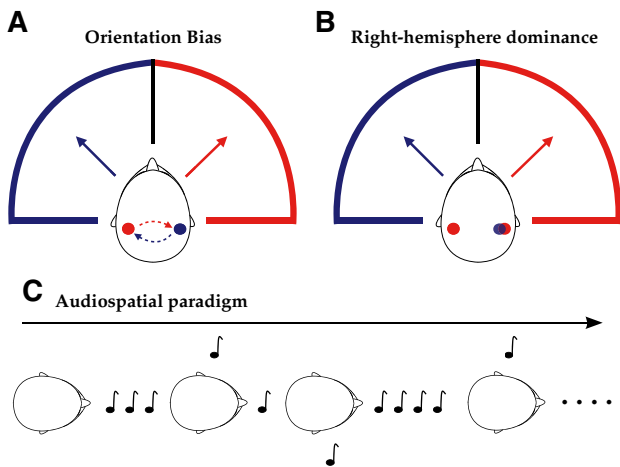 A
Orientation Bias
B
Right-hemisphere dominance
C
Audiospatial paradigm